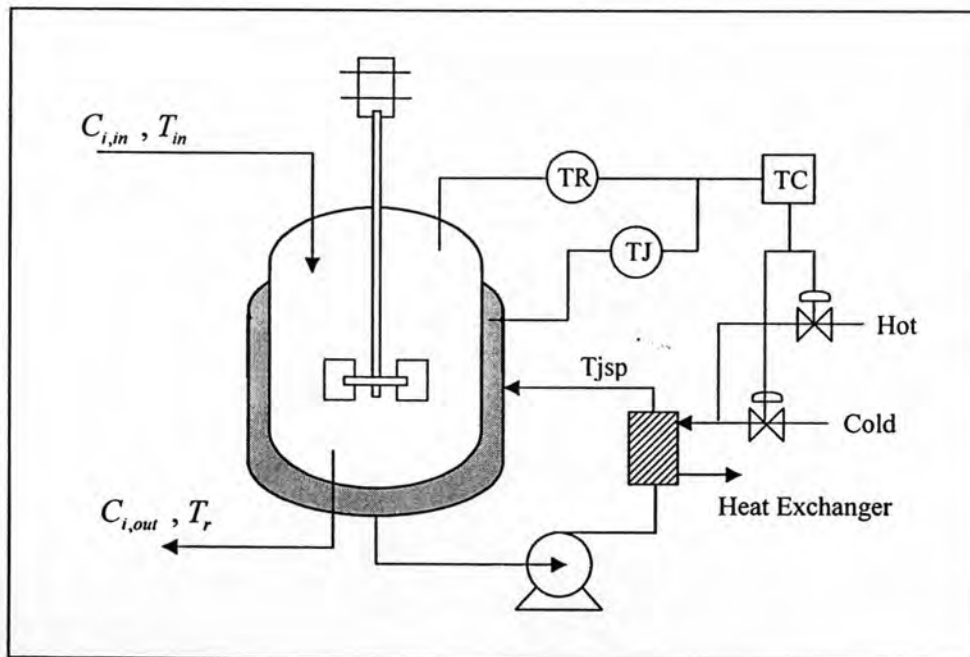 C_{i,in} , T_{in}
TR
TC
TJ
Hot
Tjsp
Cold
Heat Exchanger
C_{i,out} , T_r